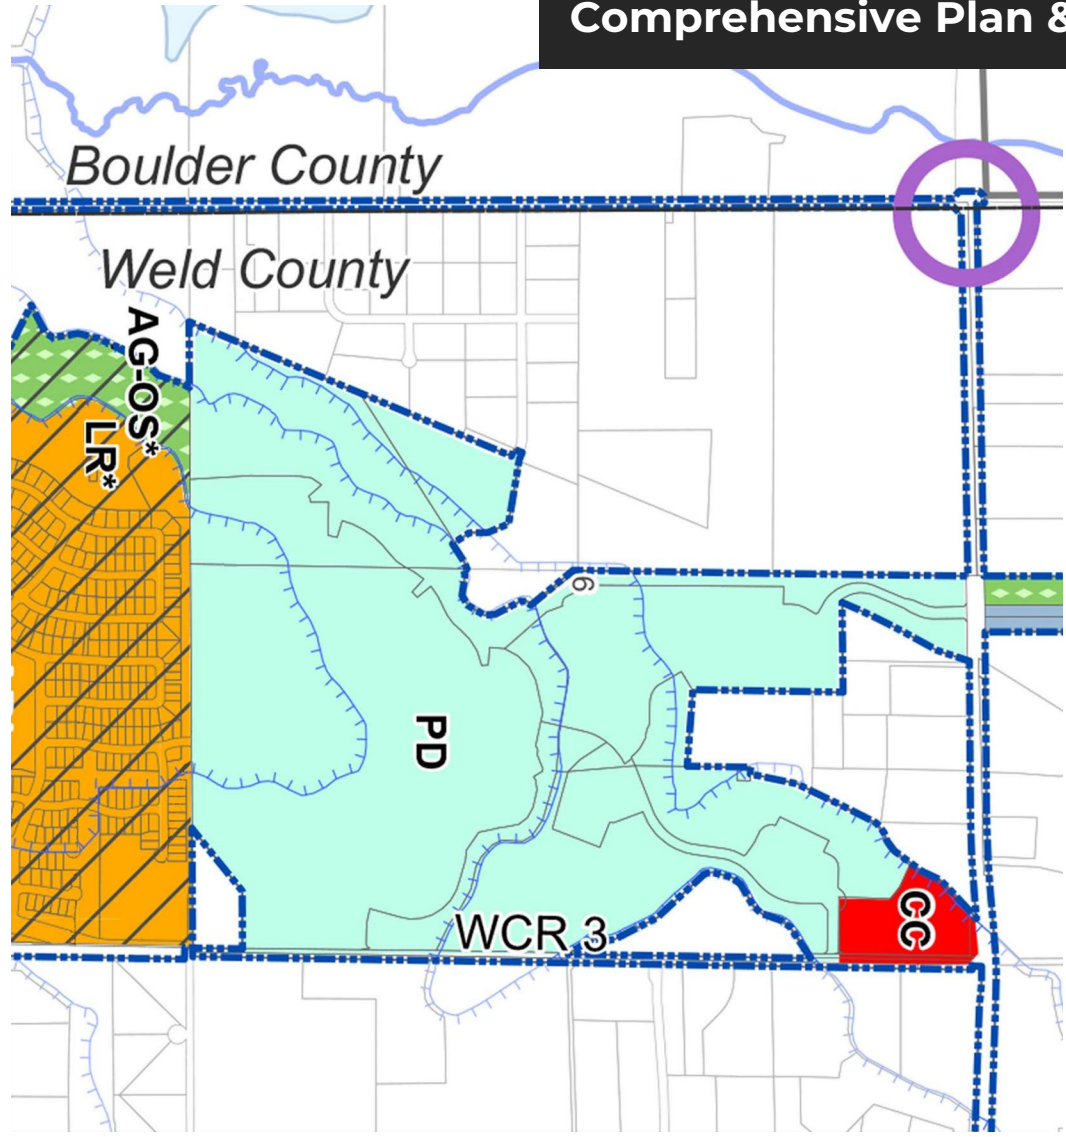 Comprehensive Plan &
Boulder County
Weld County
AG-OS*
LR*
6
PD
CC
WCR 3